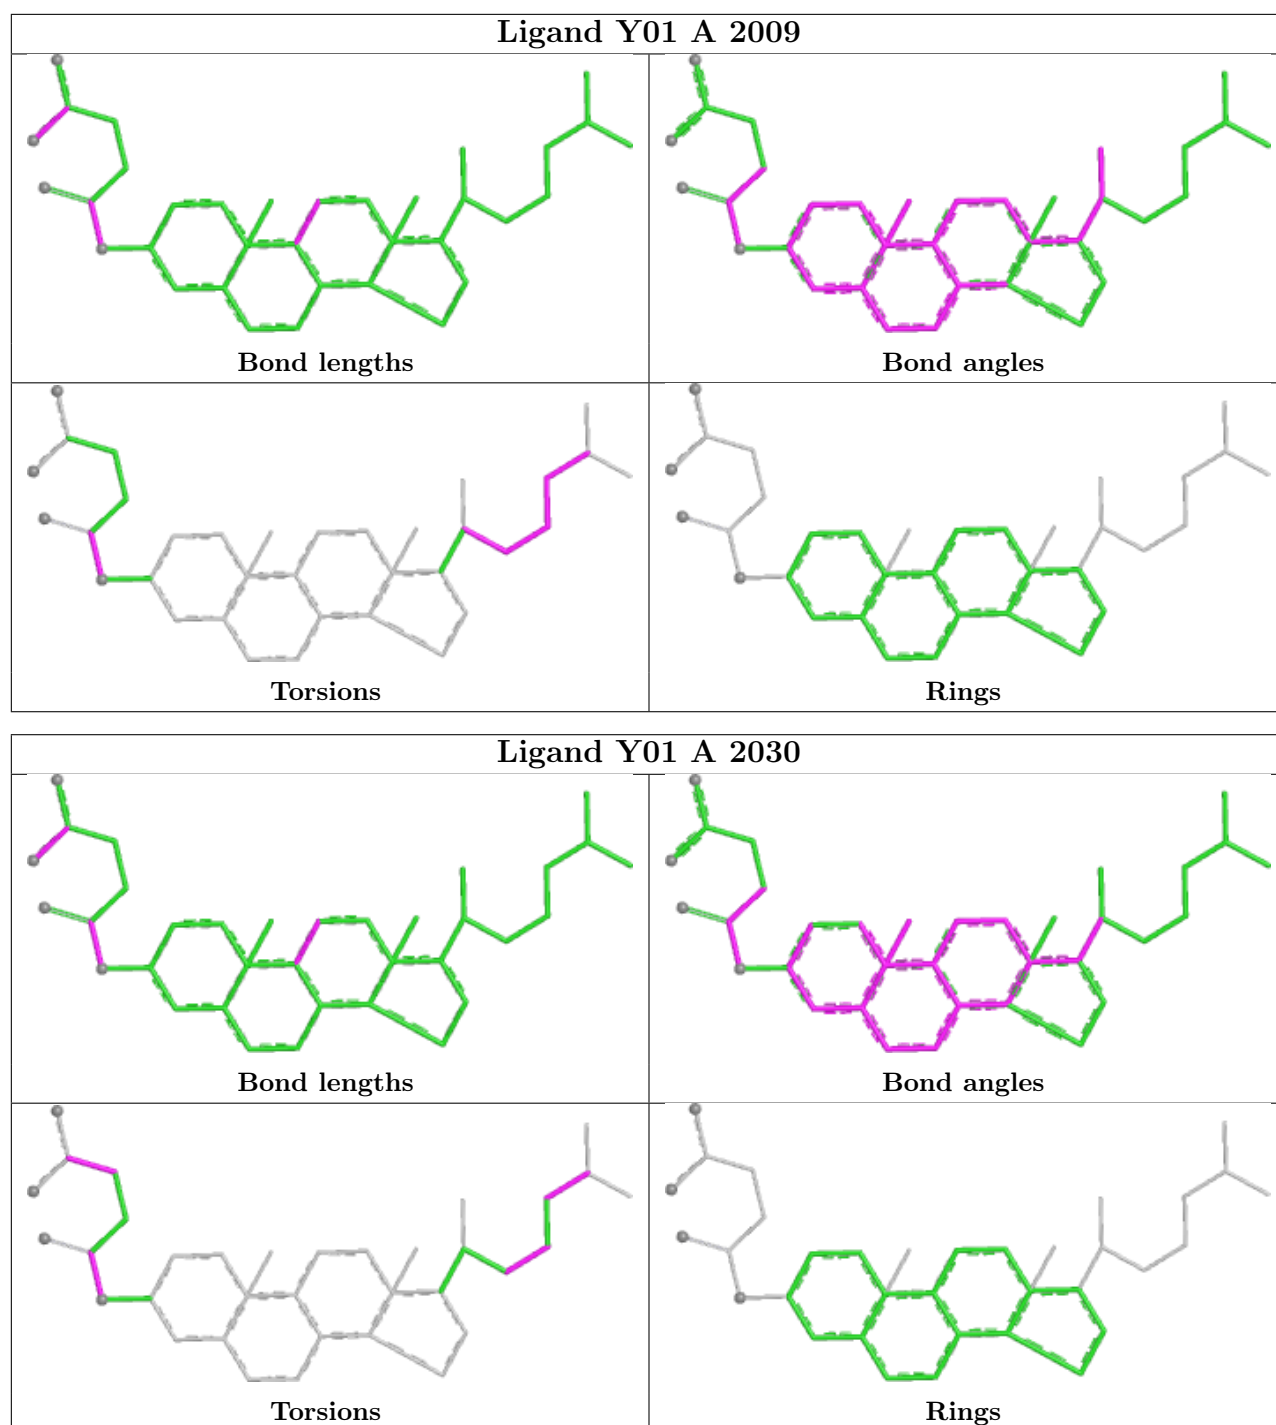 Ligand Y01 A 2009
Bond lengths
Bond angles
Torsions
Rings
Ligand Y01 A 2030
Bond lengths
Bond angles
Torsions
Rings